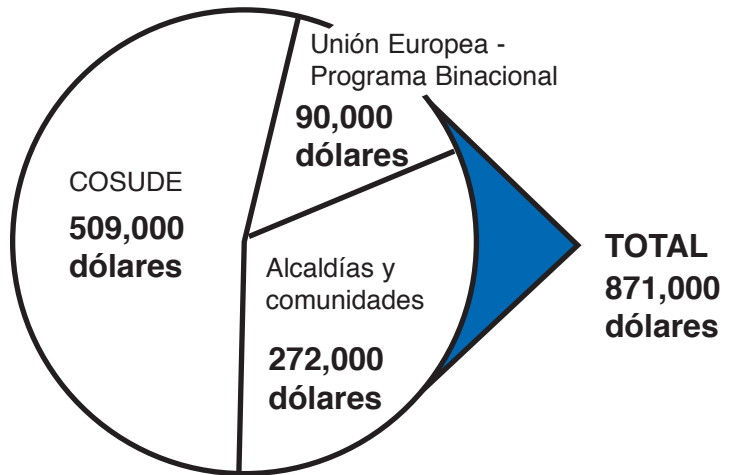 Unión Europea -
Programa Binacional
90,000
dólares
COSUDE
509,000
dólares
Alcaldías y
comunidades
272,000
dólares
TOTAL
871,000
dólares